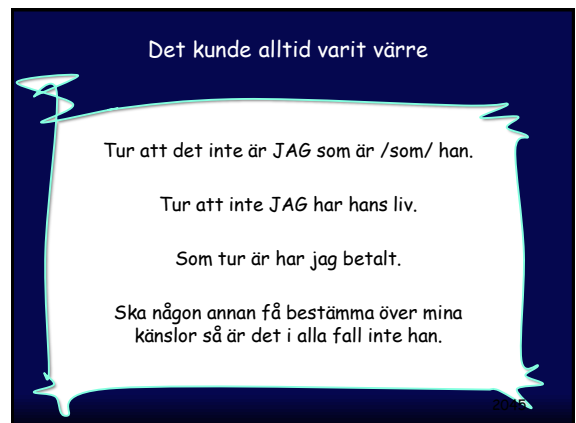 Det kunde alltid varit värre
Tur att det inte är JAG som är /som/ han.
Tur att inte JAG har hans liv.
Som tur är har jag betalt.
Ska någon annan få bestämma över mina
känslor så är det i alla fall inte han.
2045